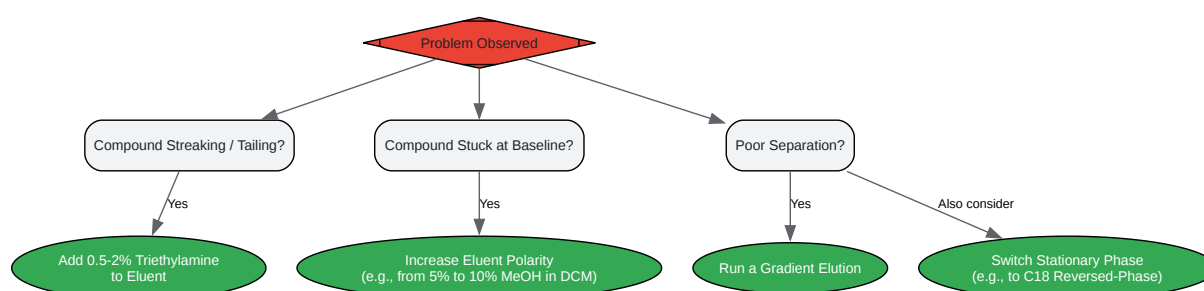 Problem Observed
Compound Streaking / Tailing?
Compound Stuck at Baseline?
Poor Separation?
Yes
Yes
Yes
Also consider
Add 0.5-2% Triethylamine
to Eluent
Increase Eluent Polarity
(e.g., from 5% to 10% MeOH in DCM)
Run a Gradient Elution
Switch Stationary Phase
(e.g., to C18 Reversed-Phase)